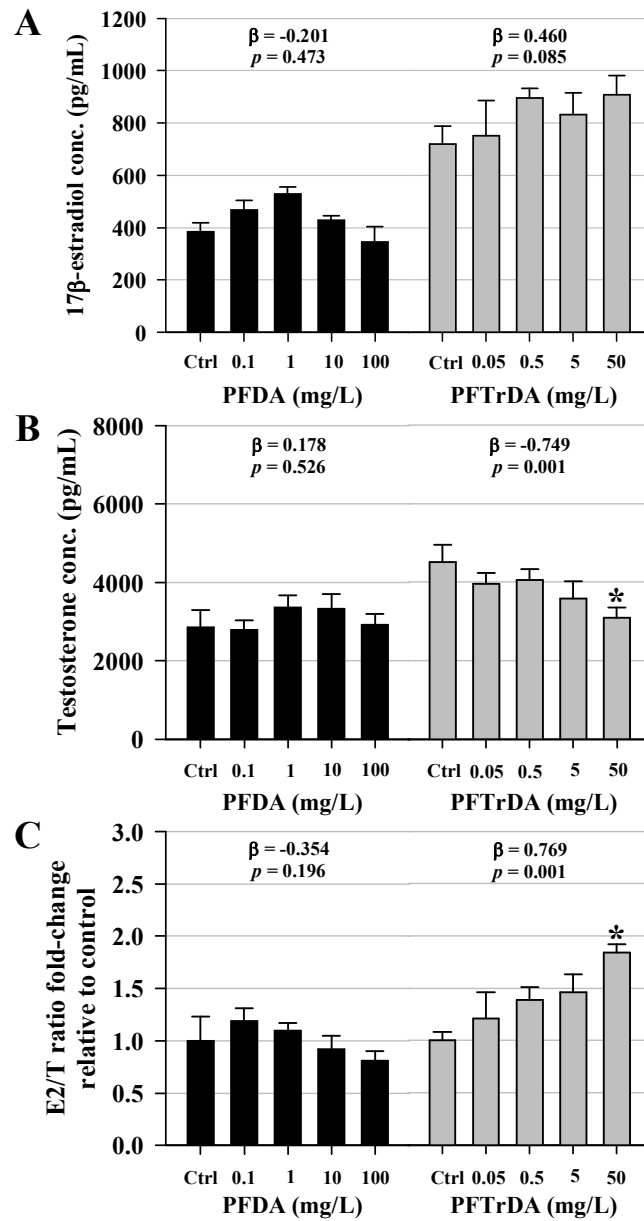 A
β = -0.201
p = 0.473
β = 0.460
p = 0.085
17β-estradiol conc. (pg/mL)
1200
1000
800
600
400
200
0
Ctrl 0.1 1 10 100
Ctrl 0.05 0.5 5 50
PFDA (mg/L)
PFTrDA (mg/L)
B
β = 0.178
p = 0.526
β = -0.749
p = 0.001
Testosterone conc. (pg/mL)
8000
6000
4000
2000
0
*
Ctrl 0.1 1 10 100
Ctrl 0.05 0.5 5 50
PFDA (mg/L)
PFTrDA (mg/L)
C
β = -0.354
p = 0.196
β = 0.769
p = 0.001
E2/T ratio fold-change
relative to control
3.0
2.5
2.0
1.5
1.0
0.5
0.0
*
Ctrl 0.1 1 10 100
Ctrl 0.05 0.5 5 50
PFDA (mg/L)
PFTrDA (mg/L)